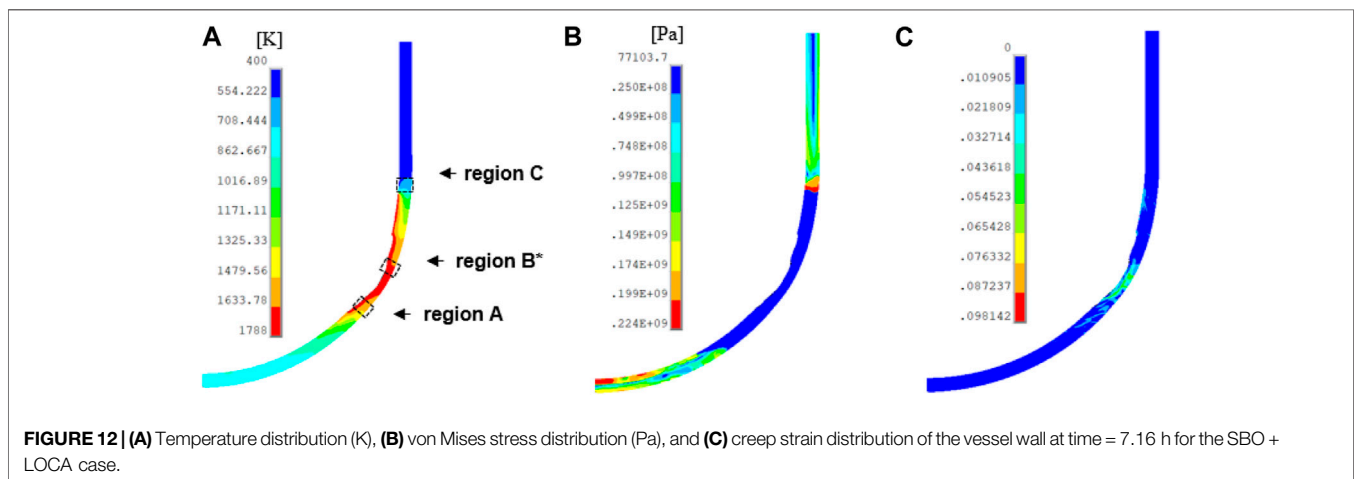 A
[K]
400
554.222
708.444
862.667
1016.89
1171.11
1325.33
1479.56
1633.78
1788
region C
region B*
region A
B
[Pa]
77103.7
.250E+08
.499E+08
.748E+08
.997E+08
.125E+09
.149E+09
.174E+09
.199E+09
.224E+09
C
0
.010905
.021809
.032714
.043618
.054523
.065428
.076332
.087237
.098142
FIGURE 12 | (A) Temperature distribution (K), (B) von Mises stress distribution (Pa), and (C) creep strain distribution of the vessel wall at time = 7.16 h for the SBO +
LOCA case.